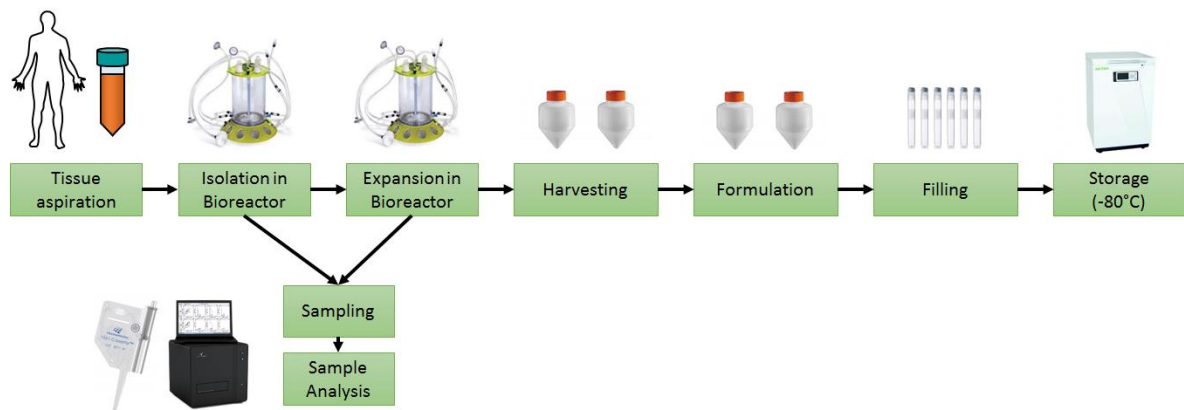 Tissue
aspiration
Isolation in
Bioreactor
Expansion in
Bioreactor
Harvesting
Formulation
Filling
Storage
(-80°C)
Sampling
Sample
Analysis